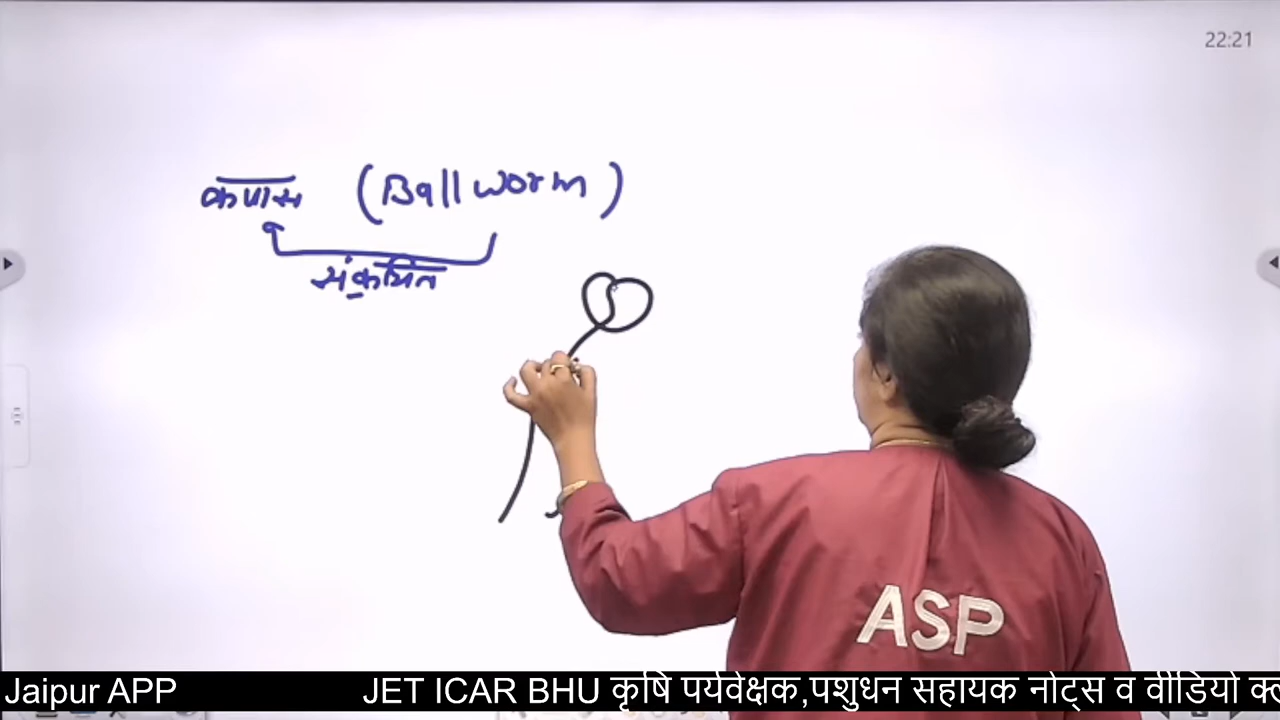 22:21
कपास (Ballworm)
संक्रमित
ASP
Jaipur APP JET ICAR BHU कृषि पर्यवेक्षक,पशुधन सहायक नोट्स व वीडियो क्ल